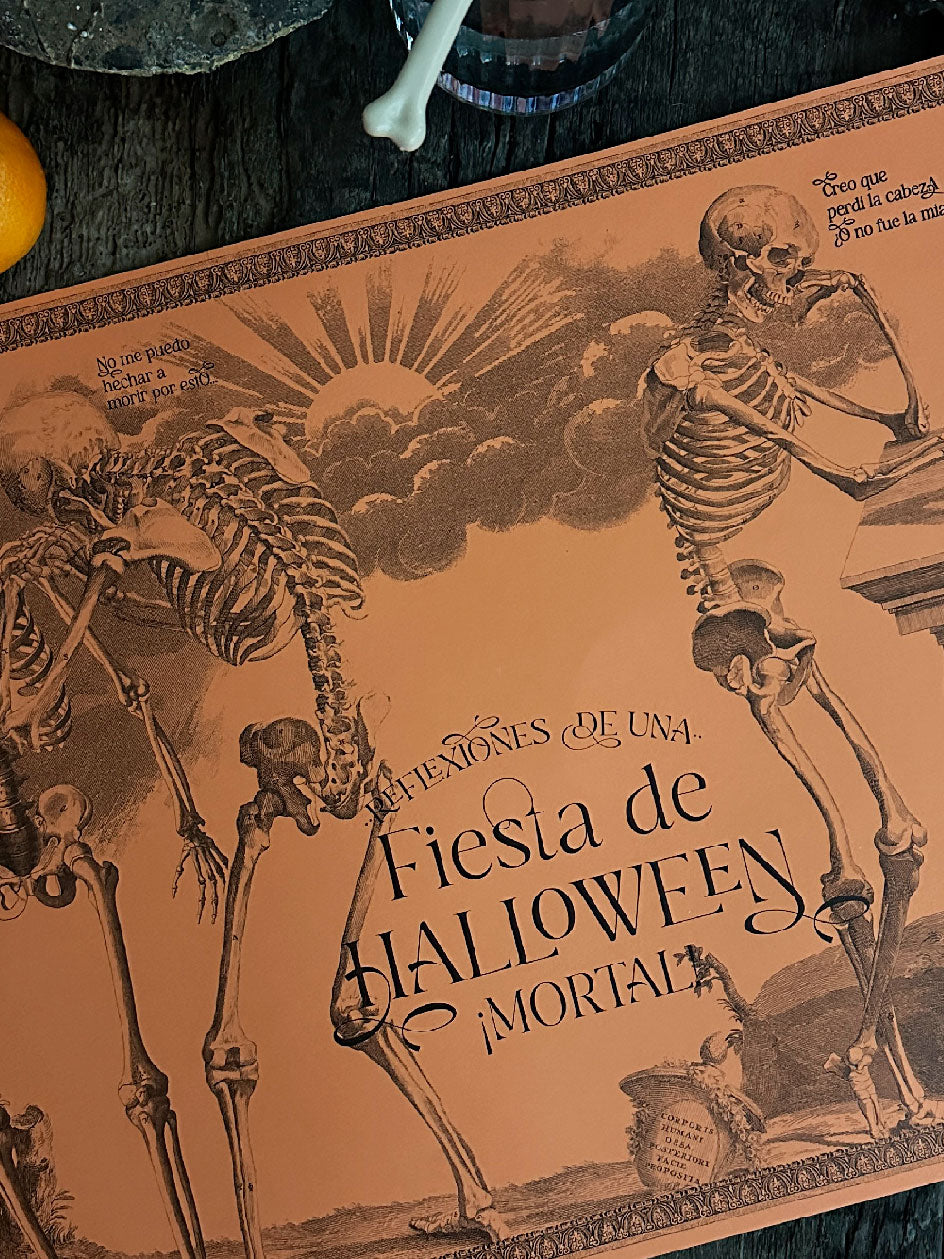 Creo que
perdí la cabeza
¿O no fue la mia
No me puedo
hechar a
morir por esto...
..REFLEXIONES DE UNA..
Fiesta de
HALLOWEEN
¡MORTAL!
CORPORIS
HUMANI
OSSA
POSTERIORI
FACIE
PROPOSITA